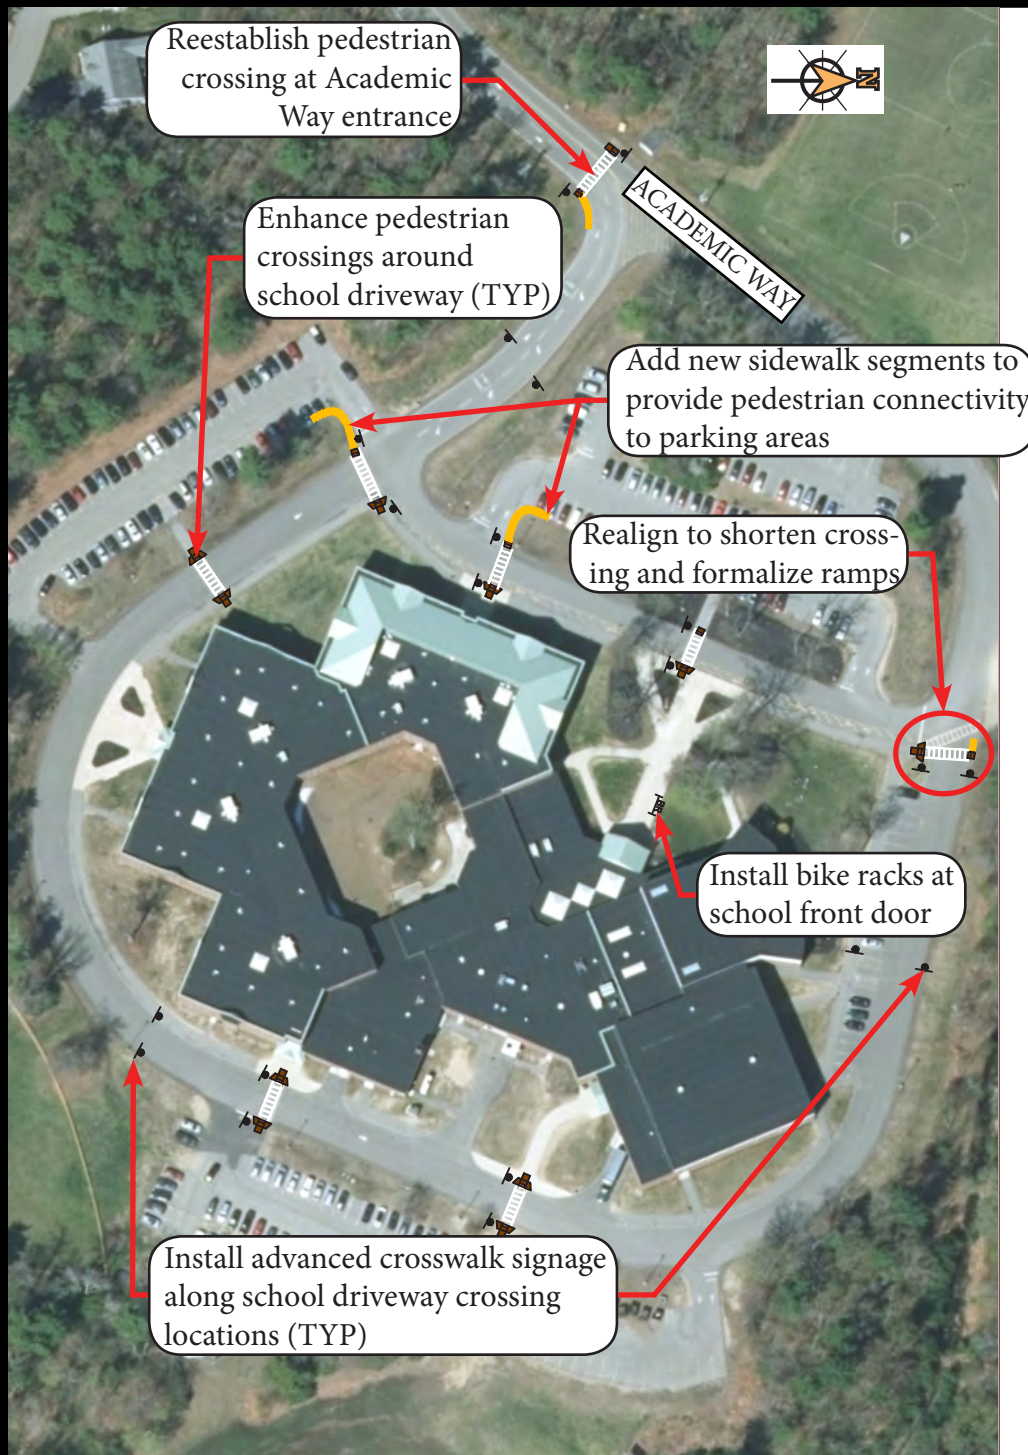 Reestablish pedestrian
crossing at Academic
Way entrance
N
ACADEMIC WAY
Enhance pedestrian
crossings around
school driveway (TYP)
Add new sidewalk segments to
provide pedestrian connectivity
to parking areas
Realign to shorten cross-
ing and formalize ramps
Install bike racks at
school front door
Install advanced crosswalk signage
along school driveway crossing
locations (TYP)